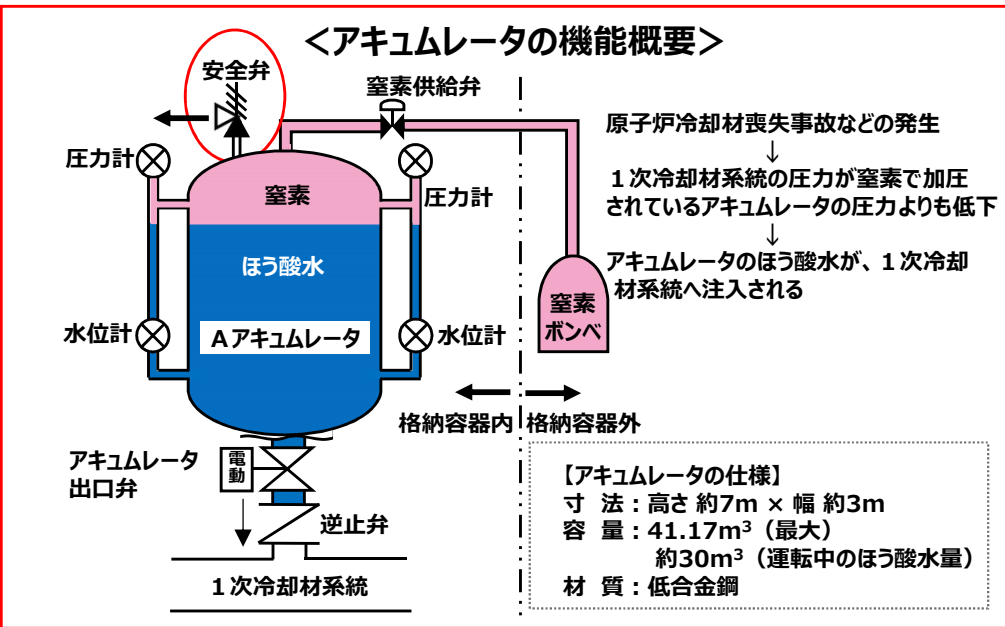 ＜アキュムレータの機能概要＞
安全弁
窒素供給弁
圧力計
圧力計
窒素
ほう酸水
水位計
Aアキュムレータ
水位計
窒素
ボンベ
原子炉冷却材喪失事故などの発生
↓
１次冷却材系統の圧力が窒素で加圧
されているアキュムレータの圧力よりも低下
↓
アキュムレータのほう酸水が、１次冷却
材系統へ注入される
格納容器内
格納容器外
アキュムレータ
出口弁
電動
逆止弁
１次冷却材系統
【アキュムレータの仕様】
寸 法：高さ 約7m × 幅 約3m
容 量：41.17m³（最大）
約30m³（運転中のほう酸水量）
材 質：低合金鋼